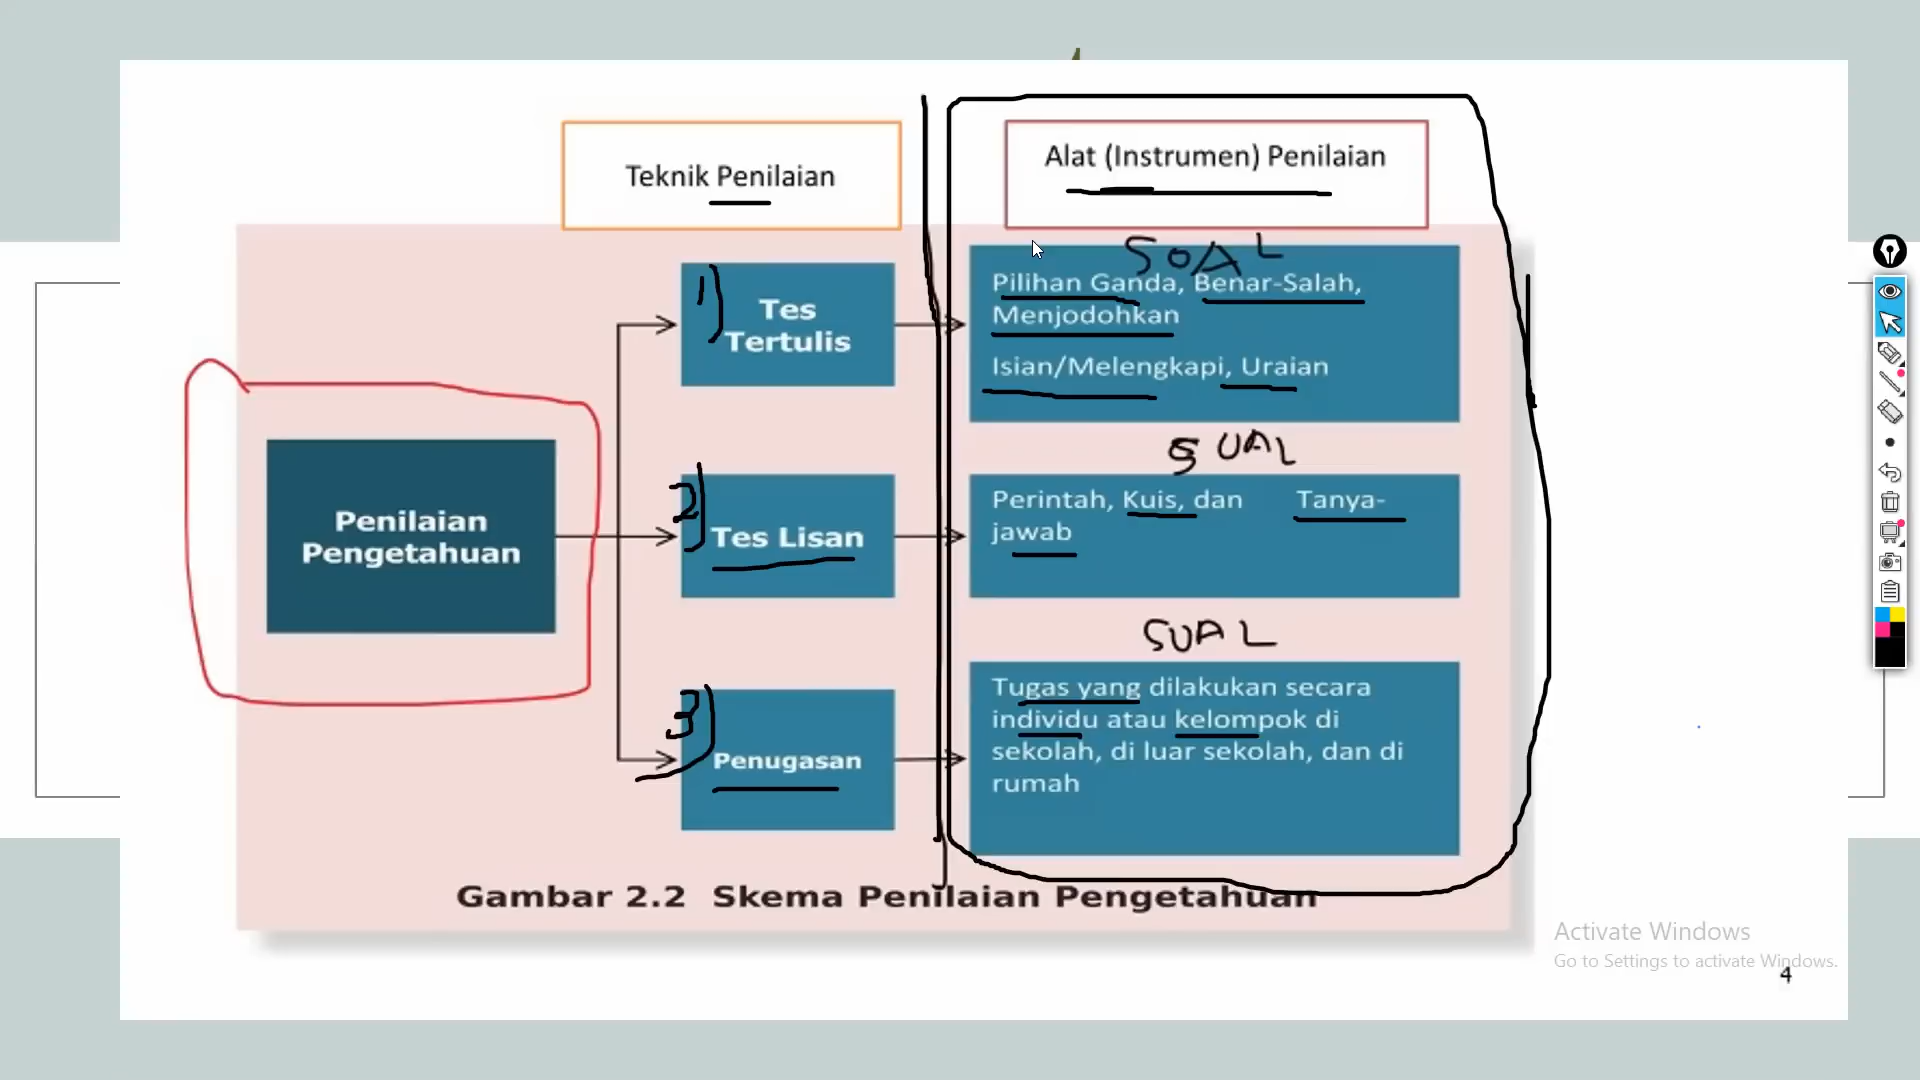 Teknik Penilaian
Alat (Instrumen) Penilaian
SOAL
1)
Tes
Tertulis
Pilihan Ganda, Benar-Salah,
Menjodohkan
Isian/Melengkapi, Uraian
SOAL
Penilaian
Pengetahuan
2)
Tes Lisan
Perintah, Kuis, dan Tanya-
jawab
SOAL
3)
Penugasan
Tugas yang dilakukan secara
individu atau kelompok di
sekolah, di luar sekolah, dan di
rumah
Gambar 2.2 Skema Penilaian Pengetahuan
Activate Windows
Go to Settings to activate Windows.
4